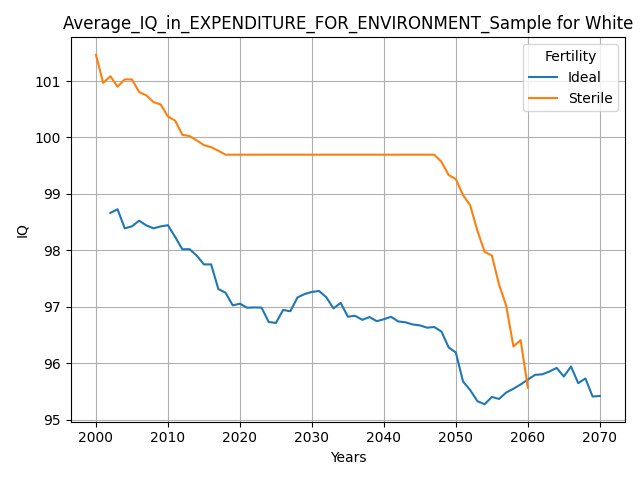 Average_IQ_in_EXPENDITURE_FOR_ENVIRONMENT_Sample for White
Fertility
Ideal
Sterile
IQ
101
100
99
98
97
96
95
2000 2010 2020 2030 2040 2050 2060 2070
Years